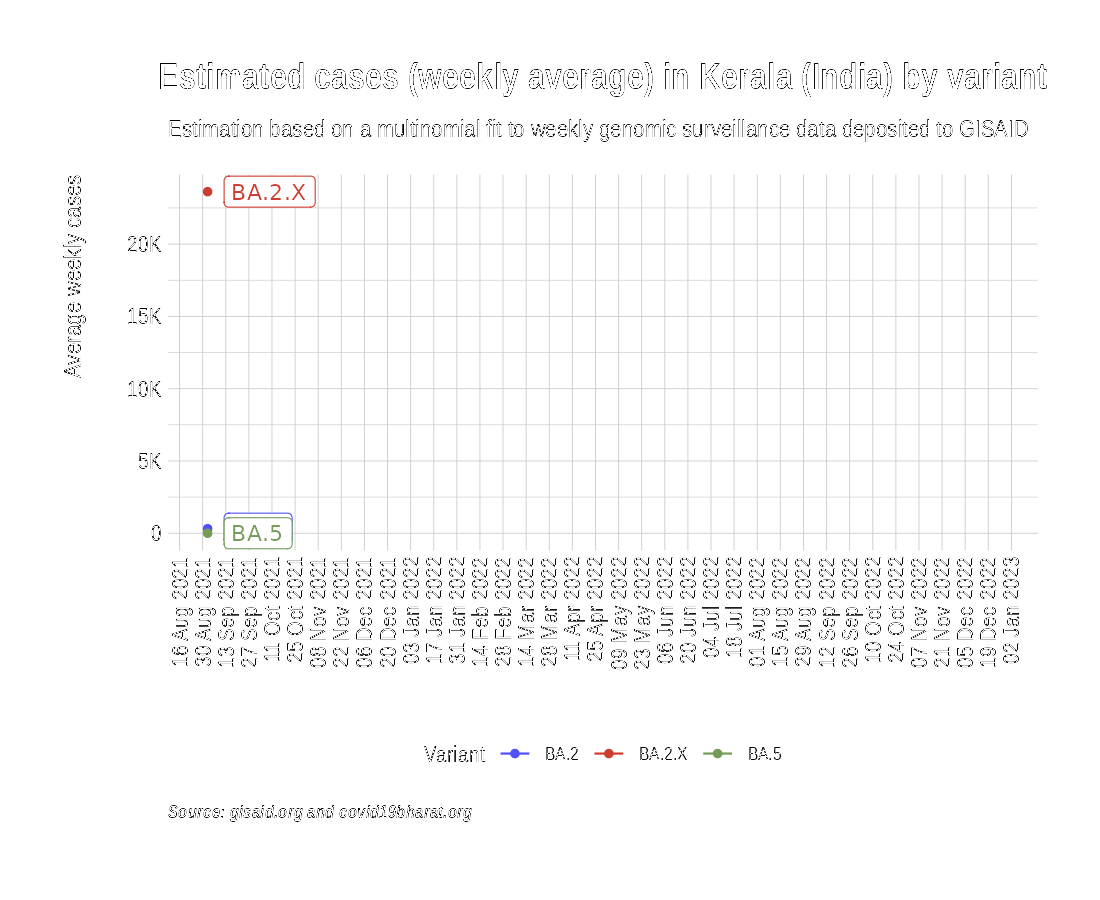 Estimated cases (weekly average) in Kerala (India) by variant
Estimation based on a multinomial fit to weekly genomic surveillance data deposited to GISAID
Average weekly cases
BA.2.X
20K
15K
10K
5K
0
BA.5
16 Aug 2021
30 Aug 2021
13 Sep 2021
27 Sep 2021
11 Oct 2021
25 Oct 2021
08 Nov 2021
22 Nov 2021
06 Dec 2021
20 Dec 2021
03 Jan 2022
17 Jan 2022
31 Jan 2022
14 Feb 2022
28 Feb 2022
14 Mar 2022
28 Mar 2022
11 Apr 2022
25 Apr 2022
09 May 2022
23 May 2022
06 Jun 2022
20 Jun 2022
04 Jul 2022
18 Jul 2022
01 Aug 2022
15 Aug 2022
29 Aug 2022
12 Sep 2022
26 Sep 2022
10 Oct 2022
24 Oct 2022
07 Nov 2022
21 Nov 2022
05 Dec 2022
19 Dec 2022
02 Jan 2023
Variant BA.2 BA.2.X BA.5
Source: gisaid.org and covid19bharat.org